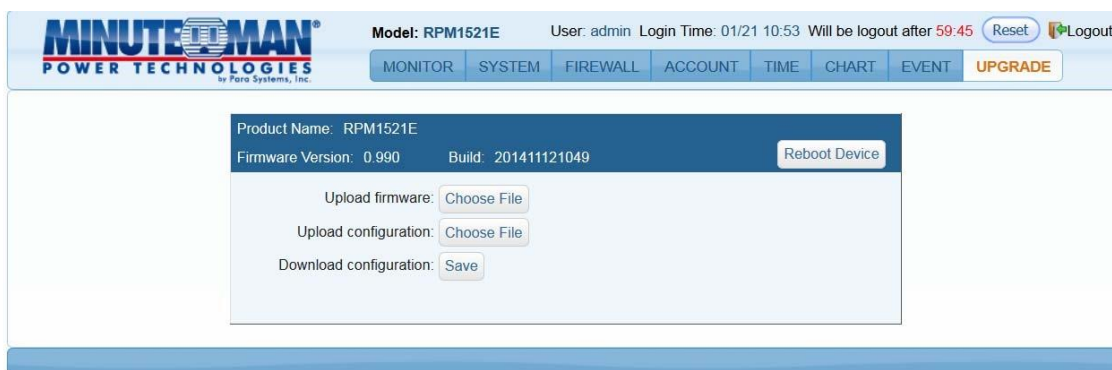 MINUTEMAN®
POWER TECHNOLOGIES
by Para Systems, Inc.
Model: RPM1521E User: admin Login Time: 01/21 10:53 Will be logout after 59:45 Reset Logout
MONITOR SYSTEM FIREWALL ACCOUNT TIME CHART EVENT UPGRADE
Product Name: RPM1521E
Firmware Version: 0.990 Build: 201411121049 Reboot Device
Upload firmware: Choose File
Upload configuration: Choose File
Download configuration: Save